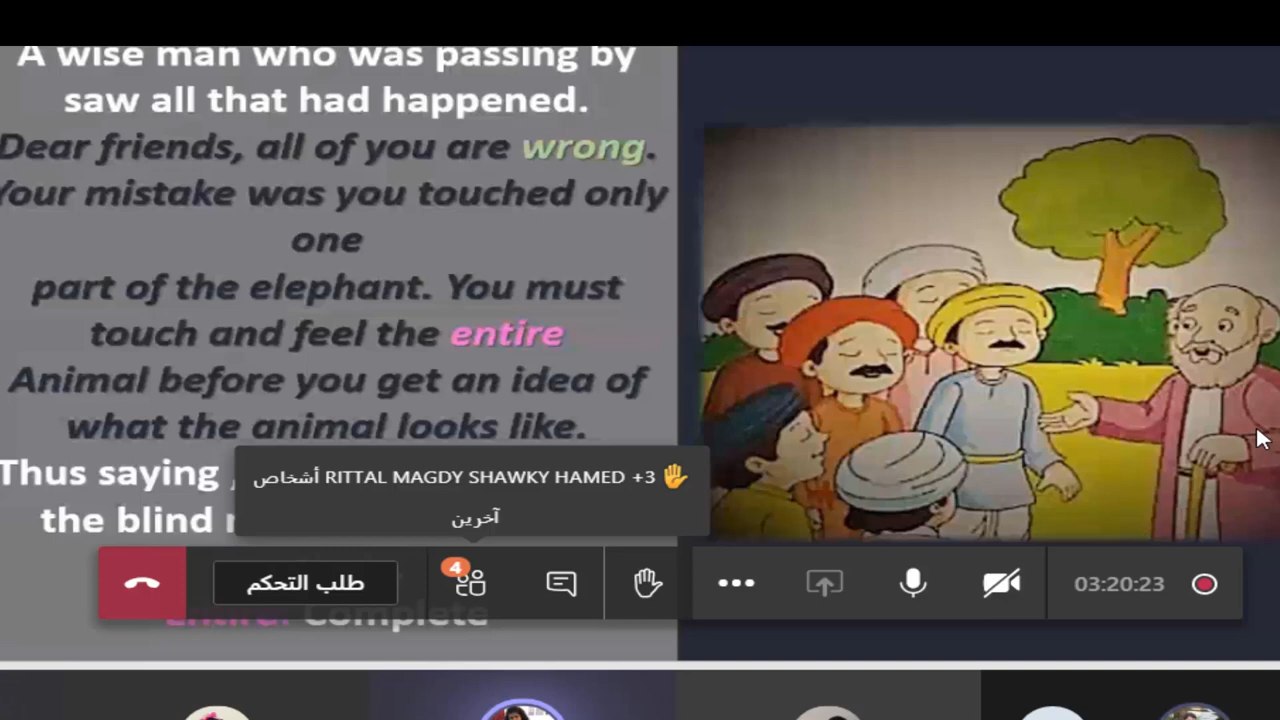 A wise man who was passing by
saw all that had happened.
Dear friends, all of you are wrong.
Your mistake was you touched only
one
part of the elephant. You must
touch and feel the entire
Animal before you get an idea of
what the animal looks like.
Thus saying ,
the blind
RITTAL MAGDY SHAWKY HAMED +3 أشخاص
آخرين
4
طلب التحكم
03:20:23
Entire: Complete